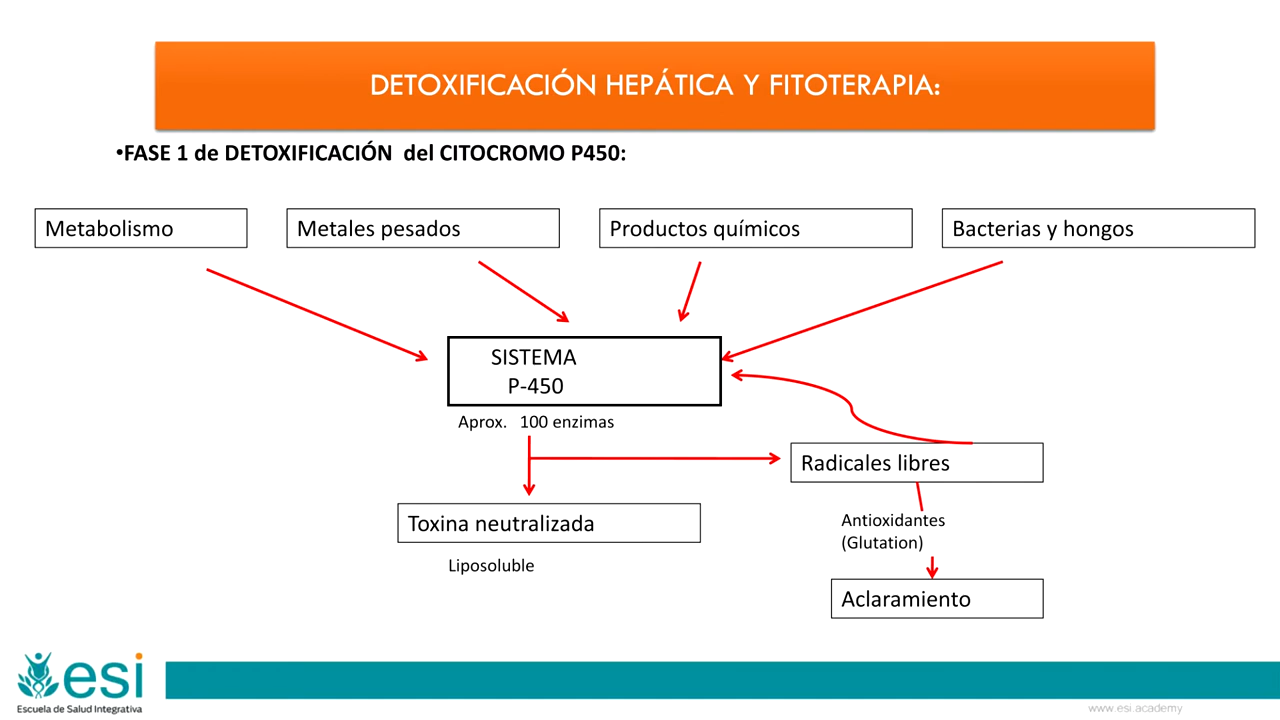 DETOXIFICACIÓN HEPÁTICA Y FITOTERAPIA:
•FASE 1 de DETOXIFICACIÓN del CITOCROMO P450:
Metabolismo
Metales pesados
Productos químicos
Bacterias y hongos
SISTEMA
P-450
Aprox. 100 enzimas
Radicales libres
Toxina neutralizada
Antioxidantes
(Glutation)
Liposoluble
Aclaramiento
esi
Escuela de Salud Integrativa
www.esi.academy